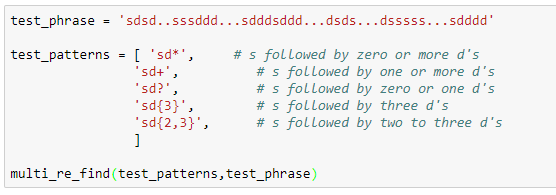 test_phrase = 'sdsd..sssddd...sdddsddd...dsds...dsssss...sdddd'
test_patterns = [ 'sd*',     # s followed by zero or more d's
'sd+',          # s followed by one or more d's
'sd?',          # s followed by zero or one d's
'sd{3}',        # s followed by three d's
'sd{2,3}',      # s followed by two to three d's
]
multi_re_find(test_patterns,test_phrase)